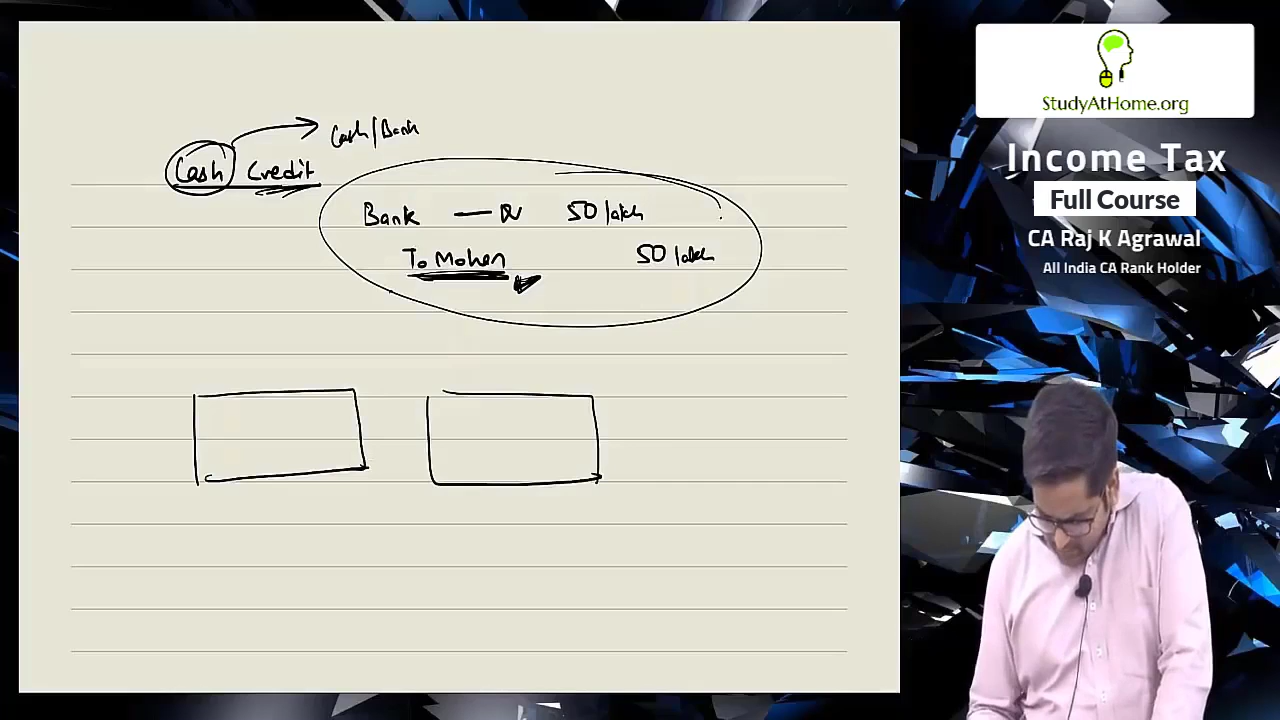 Cash/Bank
Cash Credit
Bank — Dr 50 lakh
To Mohan 50 lakh
StudyAtHome.org
Income Tax
Full Course
CA Raj K Agrawal
All India CA Rank Holder